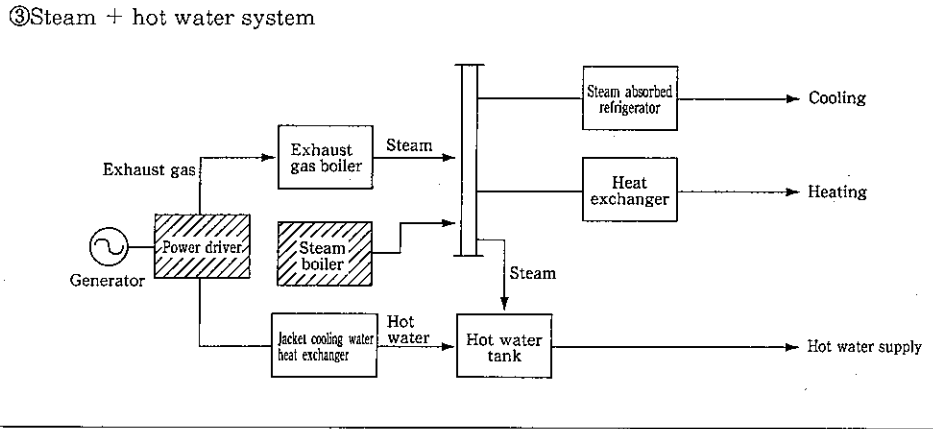 ③Steam + hot water system
Steam absorbed
refrigerator
Cooling
Exhaust
gas boiler
Steam
Exhaust gas
Heat
exchanger
Heating
Power driver
Steam
boiler
Generator
Steam
Jacket cooling water
heat exchanger
Hot
water
Hot water
tank
Hot water supply